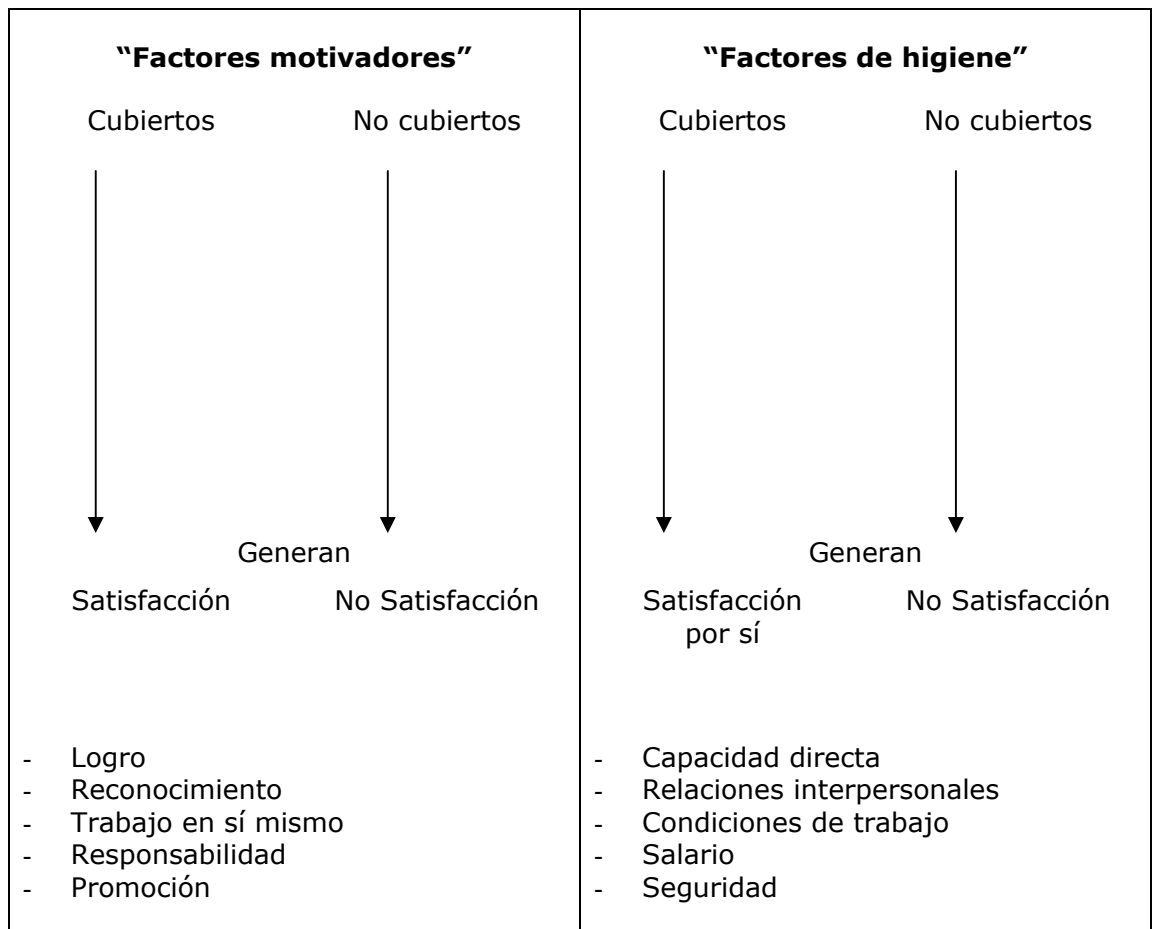 “Factores motivadores”
Cubiertos No cubiertos
Generan
Satisfacción No Satisfacción
- Logro
- Reconocimiento
- Trabajo en sí mismo
- Responsabilidad
- Promoción
“Factores de higiene”
Cubiertos No cubiertos
Generan
Satisfacción No Satisfacción
por sí
- Capacidad directa
- Relaciones interpersonales
- Condiciones de trabajo
- Salario
- Seguridad